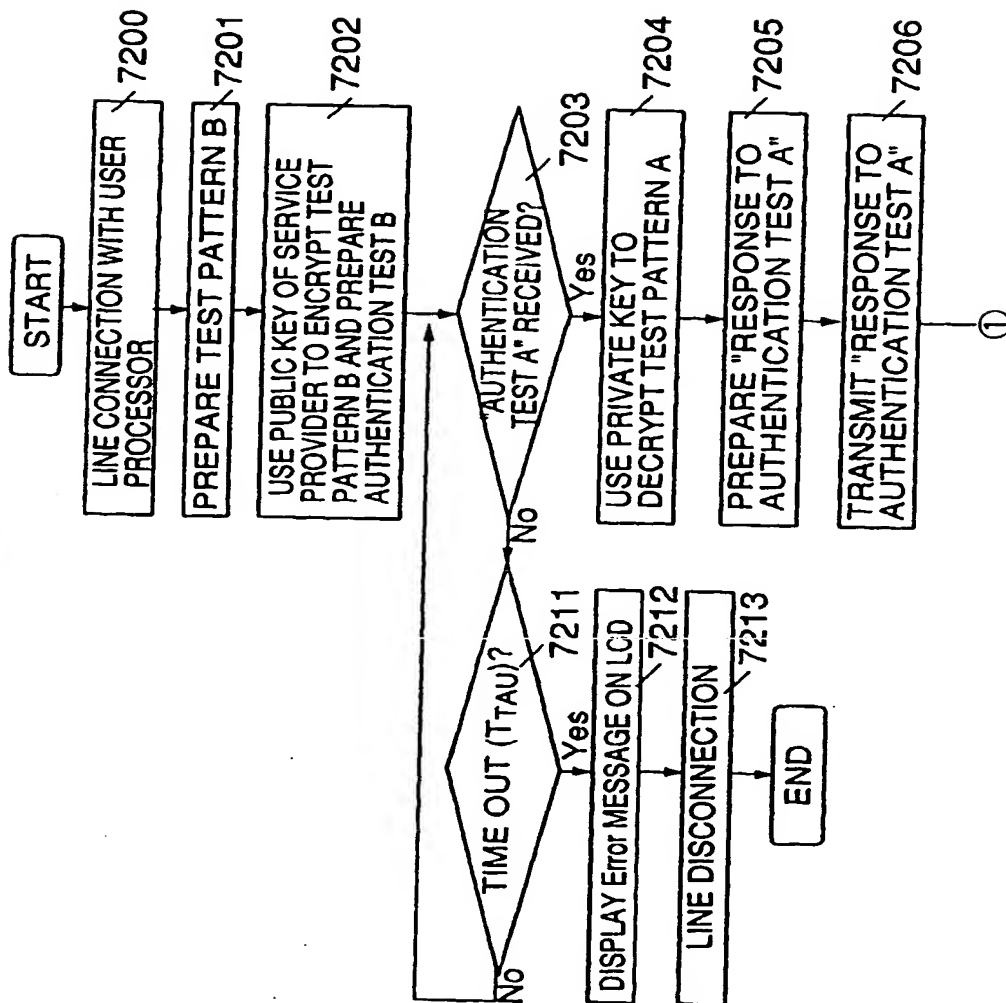 START
7200
LINE CONNECTION WITH USER
PROCESSOR
7201
PREPARE TEST PATTERN B
7202
USE PUBLIC KEY OF SERVICE
PROVIDER TO ENCRYPT TEST
PATTERN B AND PREPARE
AUTHENTICATION TEST B
7203
"AUTHENTICATION
TEST A" RECEIVED?
No
Yes
7204
USE PRIVATE KEY TO
DECRYPT TEST PATTERN A
7205
PREPARE "RESPONSE TO
AUTHENTICATION TEST A"
7206
TRANSMIT "RESPONSE TO
AUTHENTICATION TEST A"
①
TIME OUT (TTAU)?
7211
No
Yes
DISPLAY Error MESSAGE ON LCD
7212
LINE DISCONNECTION
7213
END